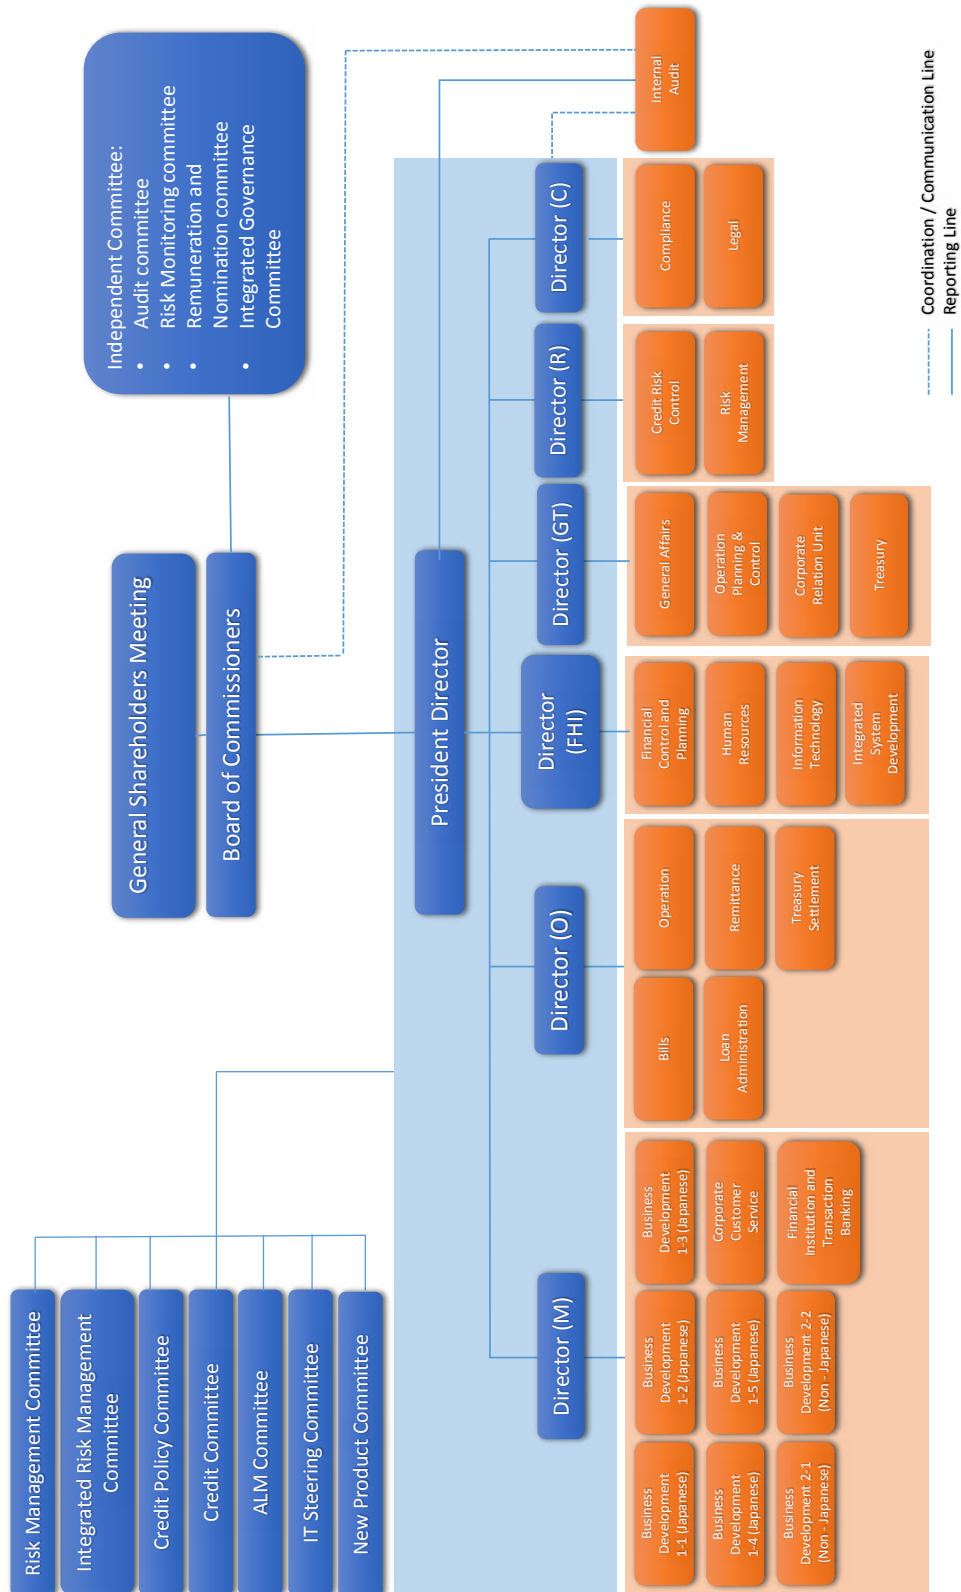 General Shareholders Meeting
Board of Commissioners
Independent Committee:
• Audit committee
• Risk Monitoring committee
• Remuneration and
Nomination committee
• Integrated Governance
Committee
Risk Management Committee
Integrated Risk Management
Committee
Credit Policy Committee
Credit Committee
ALM Committee
IT Steering Committee
New Product Committee
President Director
Director (M)
Director (O)
Director
(FHI)
Director (GT)
Director (R)
Director (C)
Internal
Audit
Business
Development
1-1 (Japanese)
Business
Development
1-2 (Japanese)
Business
Development
1-3 (Japanese)
Business
Development
1-4 (Japanese)
Business
Development
1-5 (Japanese)
Corporate
Customer
Service
Business
Development 2-1
(Non - Japanese)
Business
Development 2-2
(Non - Japanese)
Financial
Institution and
Transaction
Banking
Bills
Operation
Loan
Administration
Remittance
Treasury
Settlement
Financial
Control and
Planning
Human
Resources
Information
Technology
Integrated
System
Development
General Affairs
Operation
Planning &
Control
Corporate
Relation Unit
Treasury
Credit Risk
Control
Risk
Management
Compliance
Legal
Coordination / Communication Line
Reporting Line